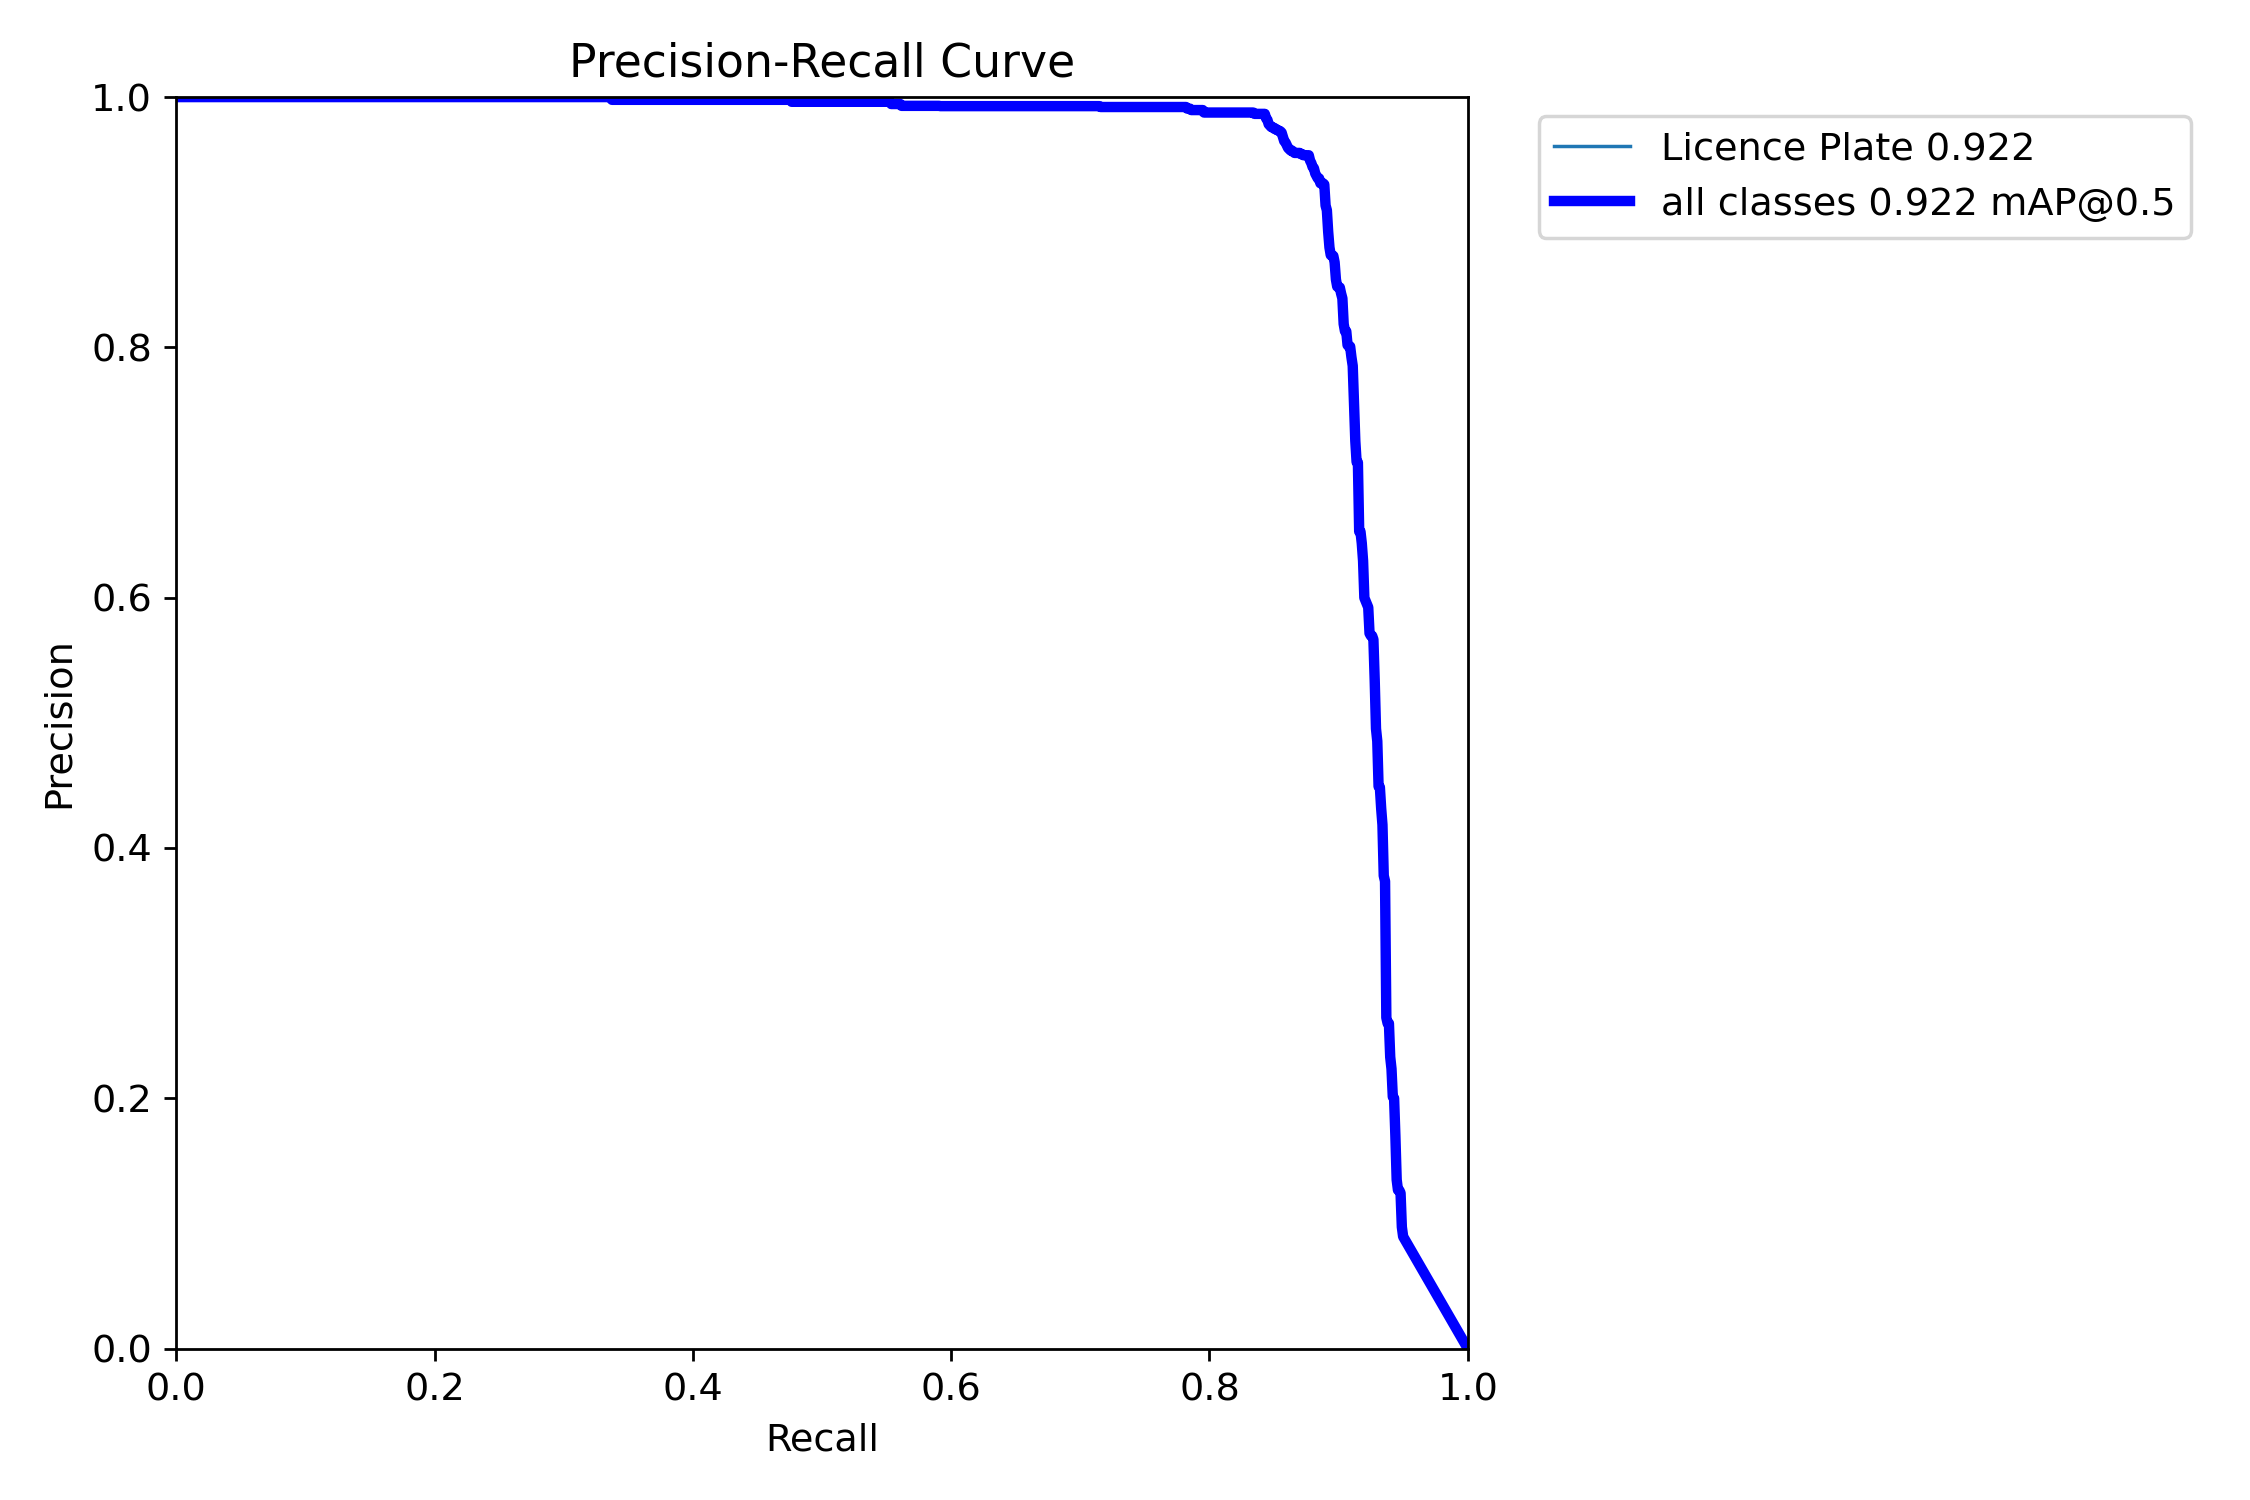 Precision-Recall Curve
1.0
0.8
0.6
0.4
0.2
0.0
Precision
0.0 0.2 0.4 0.6 0.8 1.0
Recall
Licence Plate 0.922
all classes 0.922 mAP@0.5